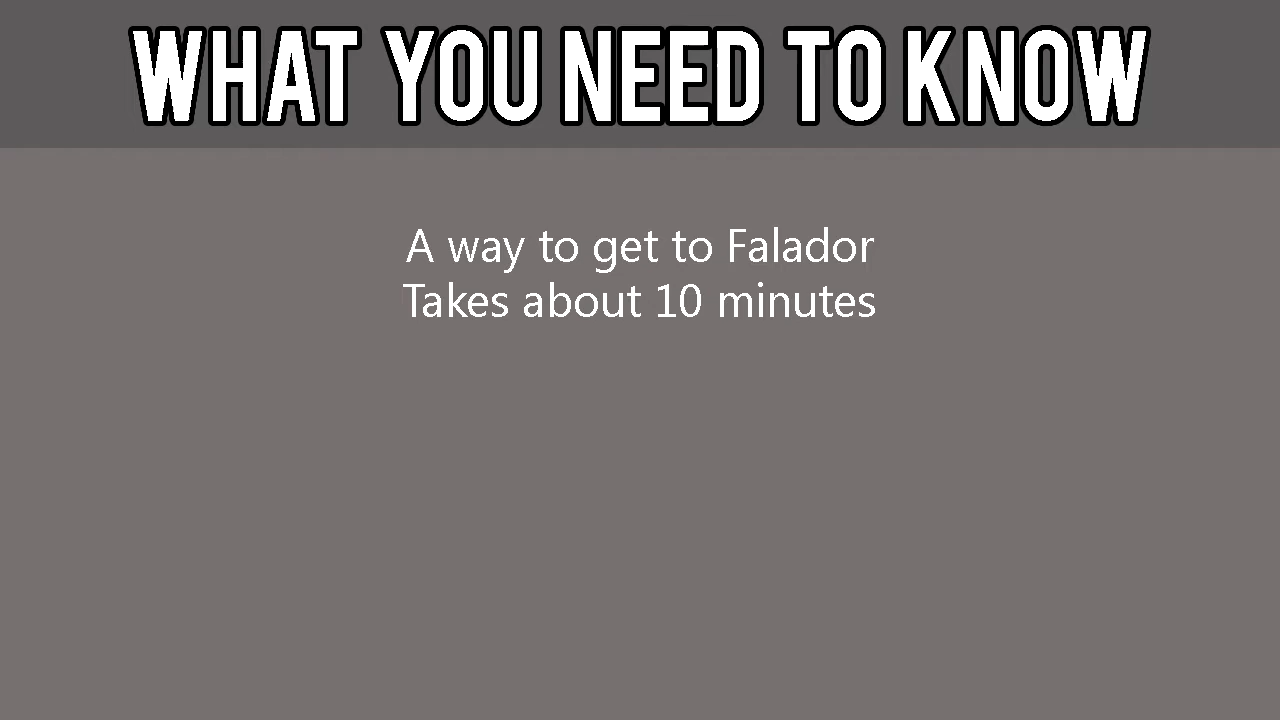 WHAT YOU NEED TO KNOW
A way to get to Falador
Takes about 10 minutes